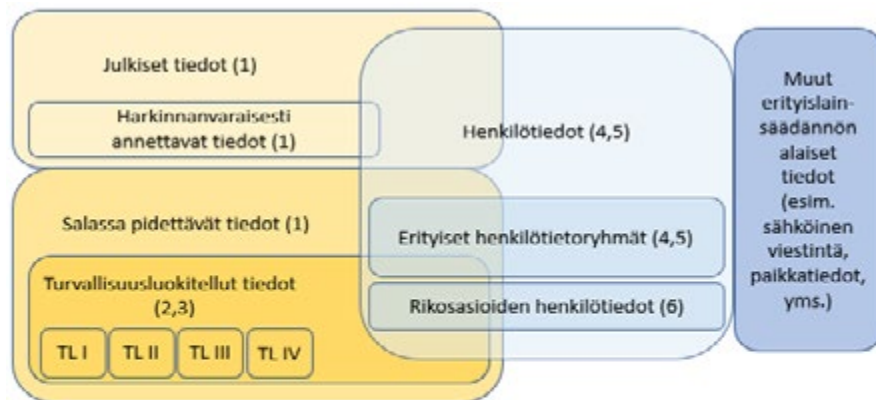 Julkiset tiedot (1)
Harkinnanvaraisesti
annettavat tiedot (1)
Salassa pidettävät tiedot (1)
Turvallisuusluokitellut tiedot
(2,3)
TL I
TL II
TL III
TL IV
Henkilötiedot (4,5)
Erityiset henkilötietoryhmät (4,5)
Rikosasioiden henkilötiedot (6)
Muut
erityislain-
säädännön
alaiset
tiedot
(esim.
sähköinen
viestintä,
paikkatiedot,
yms.)